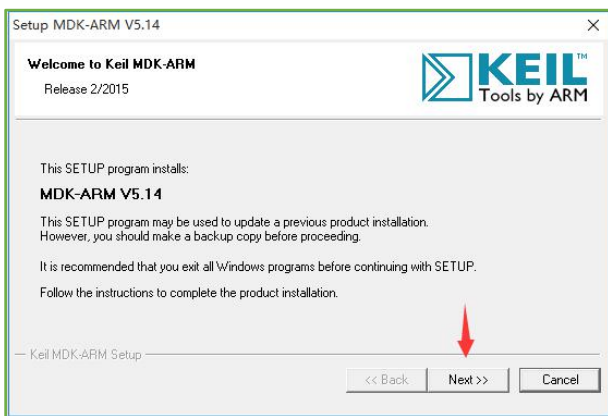 Setup MDK-ARM V5.14
Welcome to Keil MDK-ARM
Release 2/2015
KEIL™
Tools by ARM
This SETUP program installs:
MDK-ARM V5.14
This SETUP program may be used to update a previous product installation.
However, you should make a backup copy before proceeding.
It is recommended that you exit all Windows programs before continuing with SETUP.
Follow the instructions to complete the product installation.
Keil MDK-ARM Setup
<< Back
Next >>
Cancel